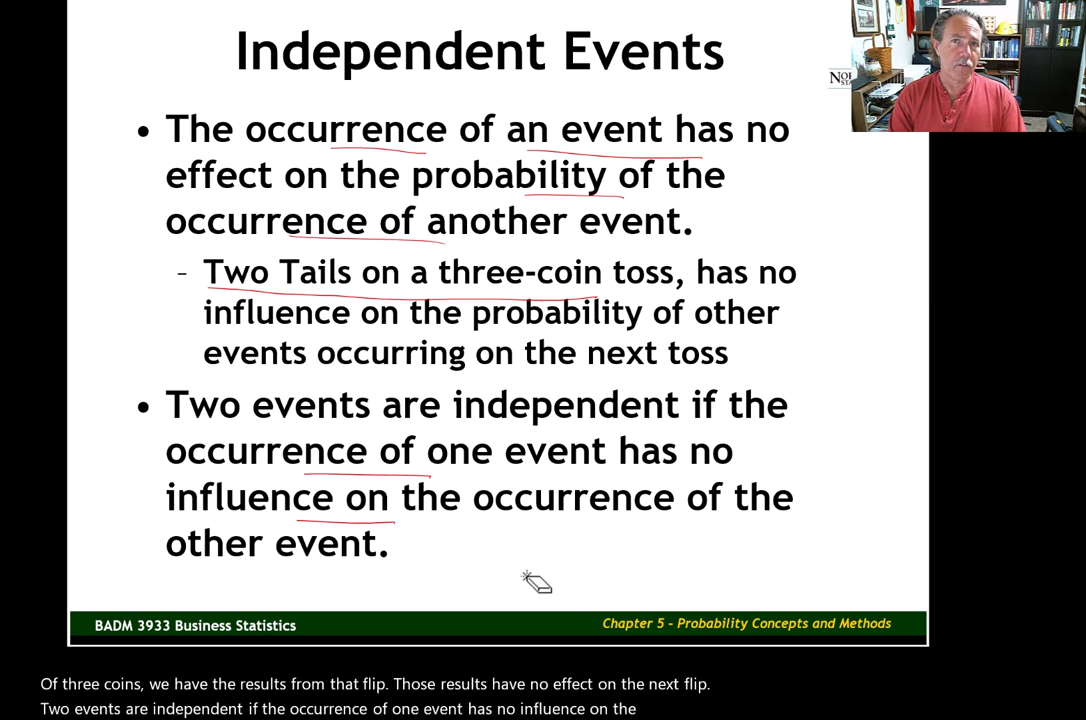 Independent Events
• The occurrence of an event has no
effect on the probability of the
occurrence of another event.
– Two Tails on a three-coin toss, has no
influence on the probability of other
events occurring on the next toss
• Two events are independent if the
occurrence of one event has no
influence on the occurrence of the
other event.
BADM 3933 Business Statistics
Chapter 5 - Probability Concepts and Methods
Of three coins, we have the results from that flip. Those results have no effect on the next flip.
Two events are independent if the occurrence of one event has no influence on the